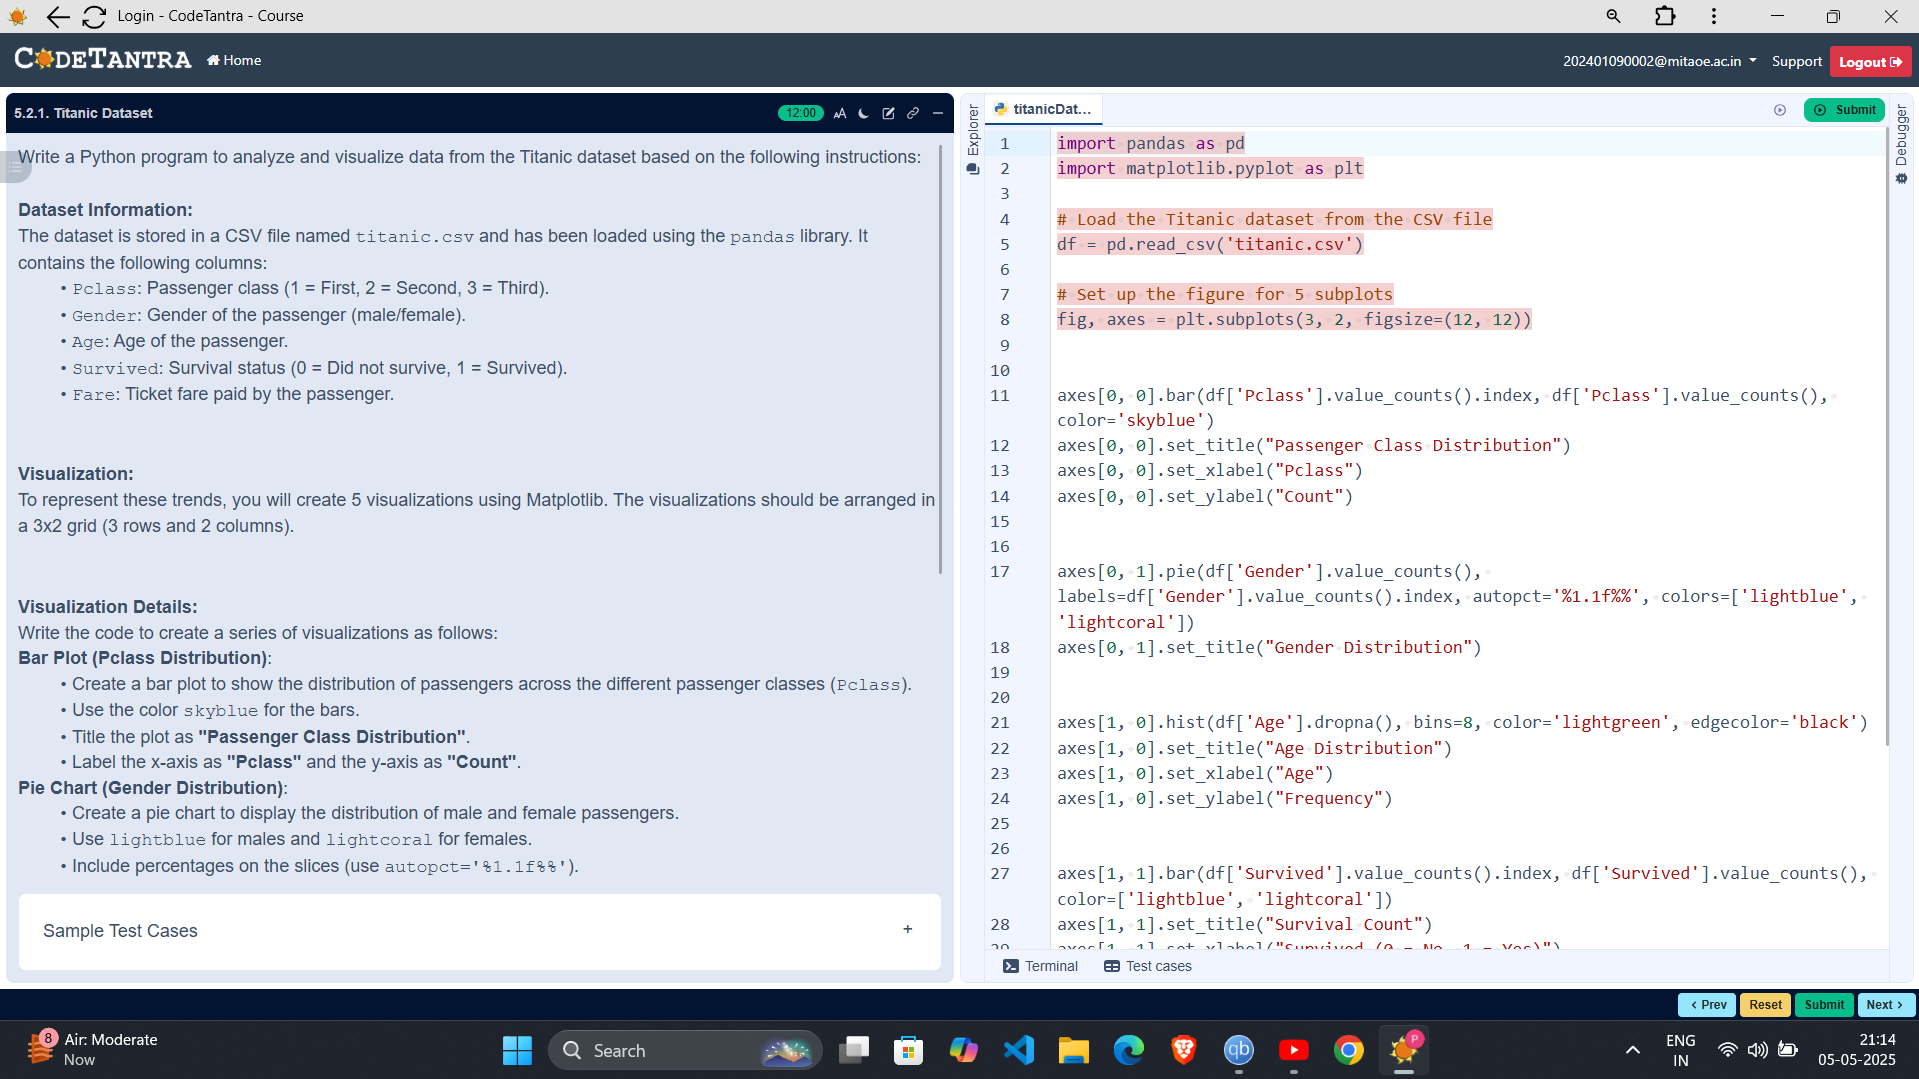 Login - CodeTantra - Course
CODETANTRA
Home
202401090002@mitaoe.ac.in
Support
Logout
5.2.1. Titanic Dataset
12:00
AA
Write a Python program to analyze and visualize data from the Titanic dataset based on the following instructions:
Dataset Information:
The dataset is stored in a CSV file named titanic.csv and has been loaded using the pandas library. It
contains the following columns:
• Pclass: Passenger class (1 = First, 2 = Second, 3 = Third).
• Gender: Gender of the passenger (male/female).
• Age: Age of the passenger.
• Survived: Survival status (0 = Did not survive, 1 = Survived).
• Fare: Ticket fare paid by the passenger.
Visualization:
To represent these trends, you will create 5 visualizations using Matplotlib. The visualizations should be arranged in
a 3x2 grid (3 rows and 2 columns).
Visualization Details:
Write the code to create a series of visualizations as follows:
Bar Plot (Pclass Distribution):
• Create a bar plot to show the distribution of passengers across the different passenger classes (Pclass).
• Use the color skyblue for the bars.
• Title the plot as "Passenger Class Distribution".
• Label the x-axis as "Pclass" and the y-axis as "Count".
Pie Chart (Gender Distribution):
• Create a pie chart to display the distribution of male and female passengers.
• Use lightblue for males and lightcoral for females.
• Include percentages on the slices (use autopct='%1.1f%%').
Sample Test Cases
+
Explorer
titanicDat...
Submit
Debugger
1 import pandas as pd
2 import matplotlib.pyplot as plt
3
4 # Load the Titanic dataset from the CSV file
5 df = pd.read_csv('titanic.csv')
6
7 # Set up the figure for 5 subplots
8 fig, axes = plt.subplots(3, 2, figsize=(12, 12))
9
10
11 axes[0, 0].bar(df['Pclass'].value_counts().index, df['Pclass'].value_counts(),
color='skyblue')
12 axes[0, 0].set_title("Passenger Class Distribution")
13 axes[0, 0].set_xlabel("Pclass")
14 axes[0, 0].set_ylabel("Count")
15
16
17 axes[0, 1].pie(df['Gender'].value_counts(),
labels=df['Gender'].value_counts().index, autopct='%1.1f%%', colors=['lightblue',
'lightcoral'])
18 axes[0, 1].set_title("Gender Distribution")
19
20
21 axes[1, 0].hist(df['Age'].dropna(), bins=8, color='lightgreen', edgecolor='black')
22 axes[1, 0].set_title("Age Distribution")
23 axes[1, 0].set_xlabel("Age")
24 axes[1, 0].set_ylabel("Frequency")
25
26
27 axes[1, 1].bar(df['Survived'].value_counts().index, df['Survived'].value_counts(),
color=['lightblue', 'lightcoral'])
28 axes[1, 1].set_title("Survival Count")
29 axes[1, 1].set_xlabel("Survived (0 = No, 1 = Yes)")
Terminal
Test cases
< Prev
Reset
Submit
Next >
8
Air: Moderate
Now
Search
qb
P
ENG
IN
21:14
05-05-2025